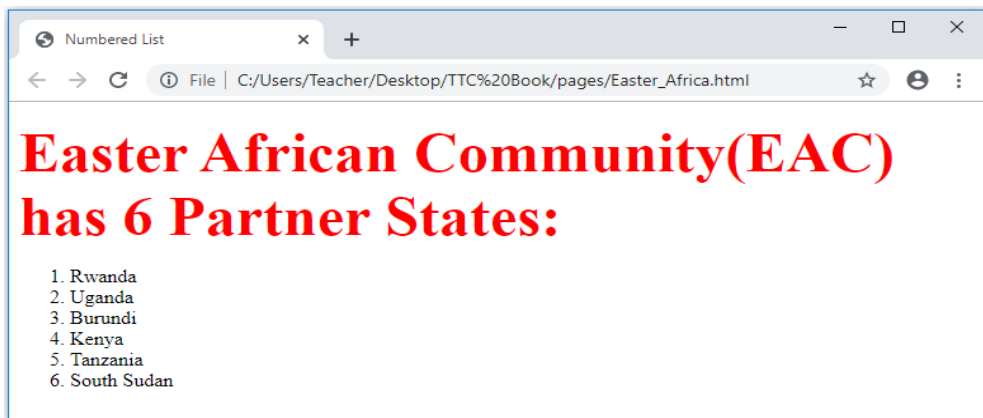 Numbered List
File | C:/Users/Teacher/Desktop/TTC%20Book/pages/Easter_Africa.html
Easter African Community(EAC)
has 6 Partner States:
1. Rwanda
2. Uganda
3. Burundi
4. Kenya
5. Tanzania
6. South Sudan